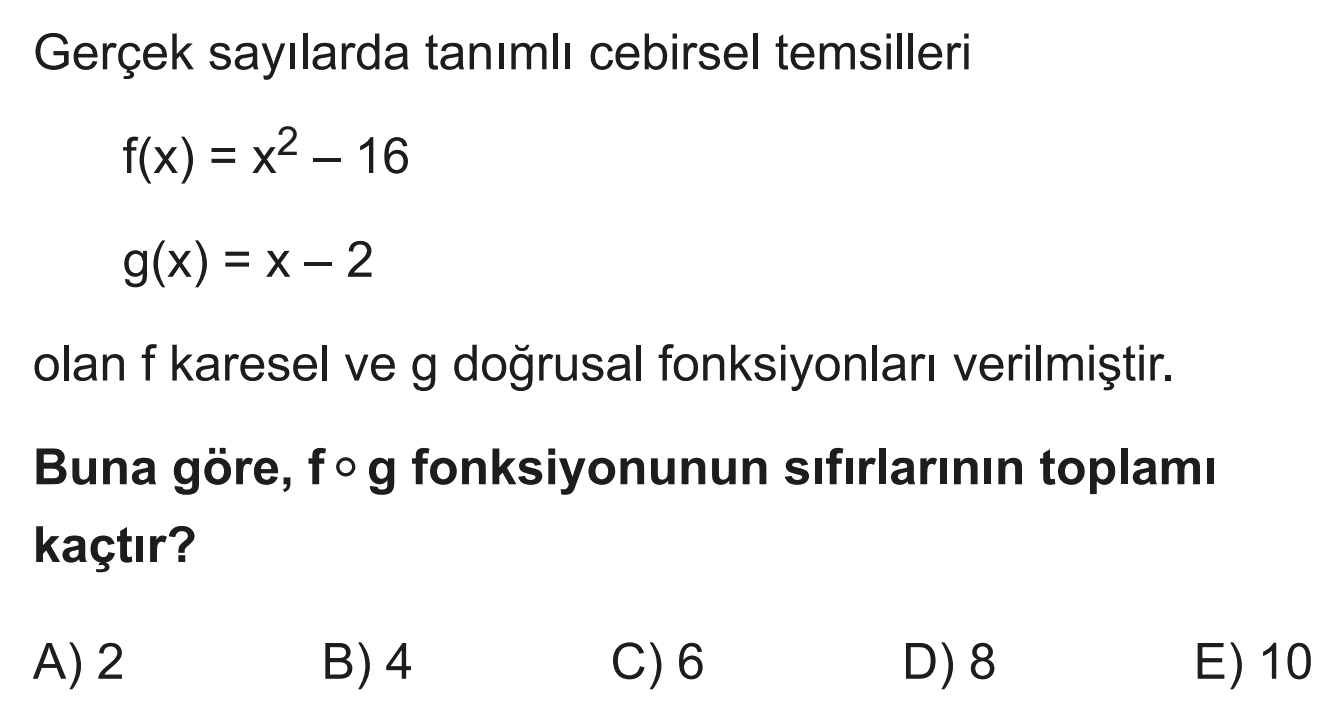 Gerçek sayılarda tanımlı cebirsel temsilleri
f(x) = x² – 16
g(x) = x – 2
olan f karesel ve g doğrusal fonksiyonları verilmiştir.
Buna göre, f∘g fonksiyonunun sıfırlarının toplamı
kaçtır?
A) 2 B) 4 C) 6 D) 8 E) 10